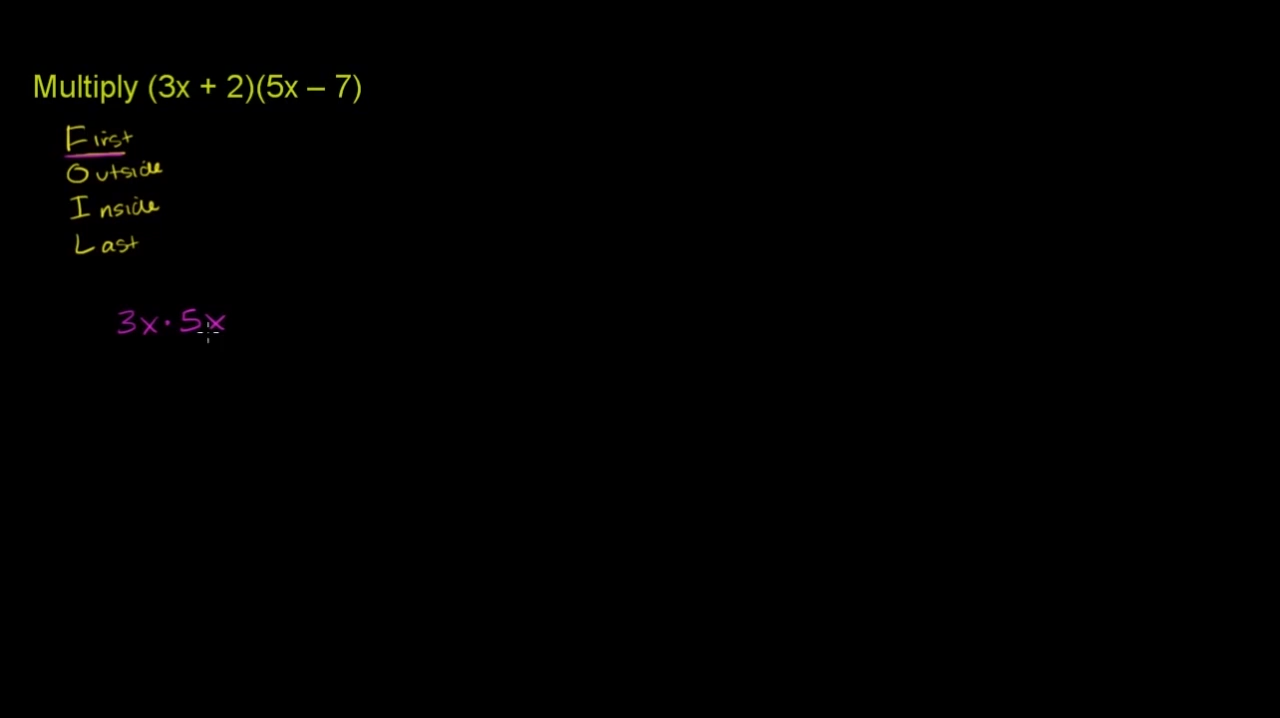 Multiply (3x + 2)(5x – 7)
First
Outside
Inside
Last
3x · 5x